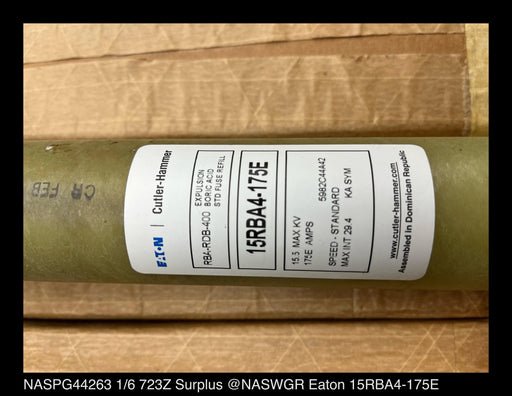 EATON | Cutler-Hammer
RBA-RDB-400 EXPULSION
BORIC ACID
STD FUSE REFILL
15RBA4-175E
15.5 MAX KV
175E AMPS 5982C44A42
SPEED - STANDARD
MAX INT 29.4 KA SYM
www.cutler-hammer.com
Assembled in Dominican Republic
FEB
NASPG44263 1/6 723Z Surplus @NASWGR Eaton 15RBA4-175E